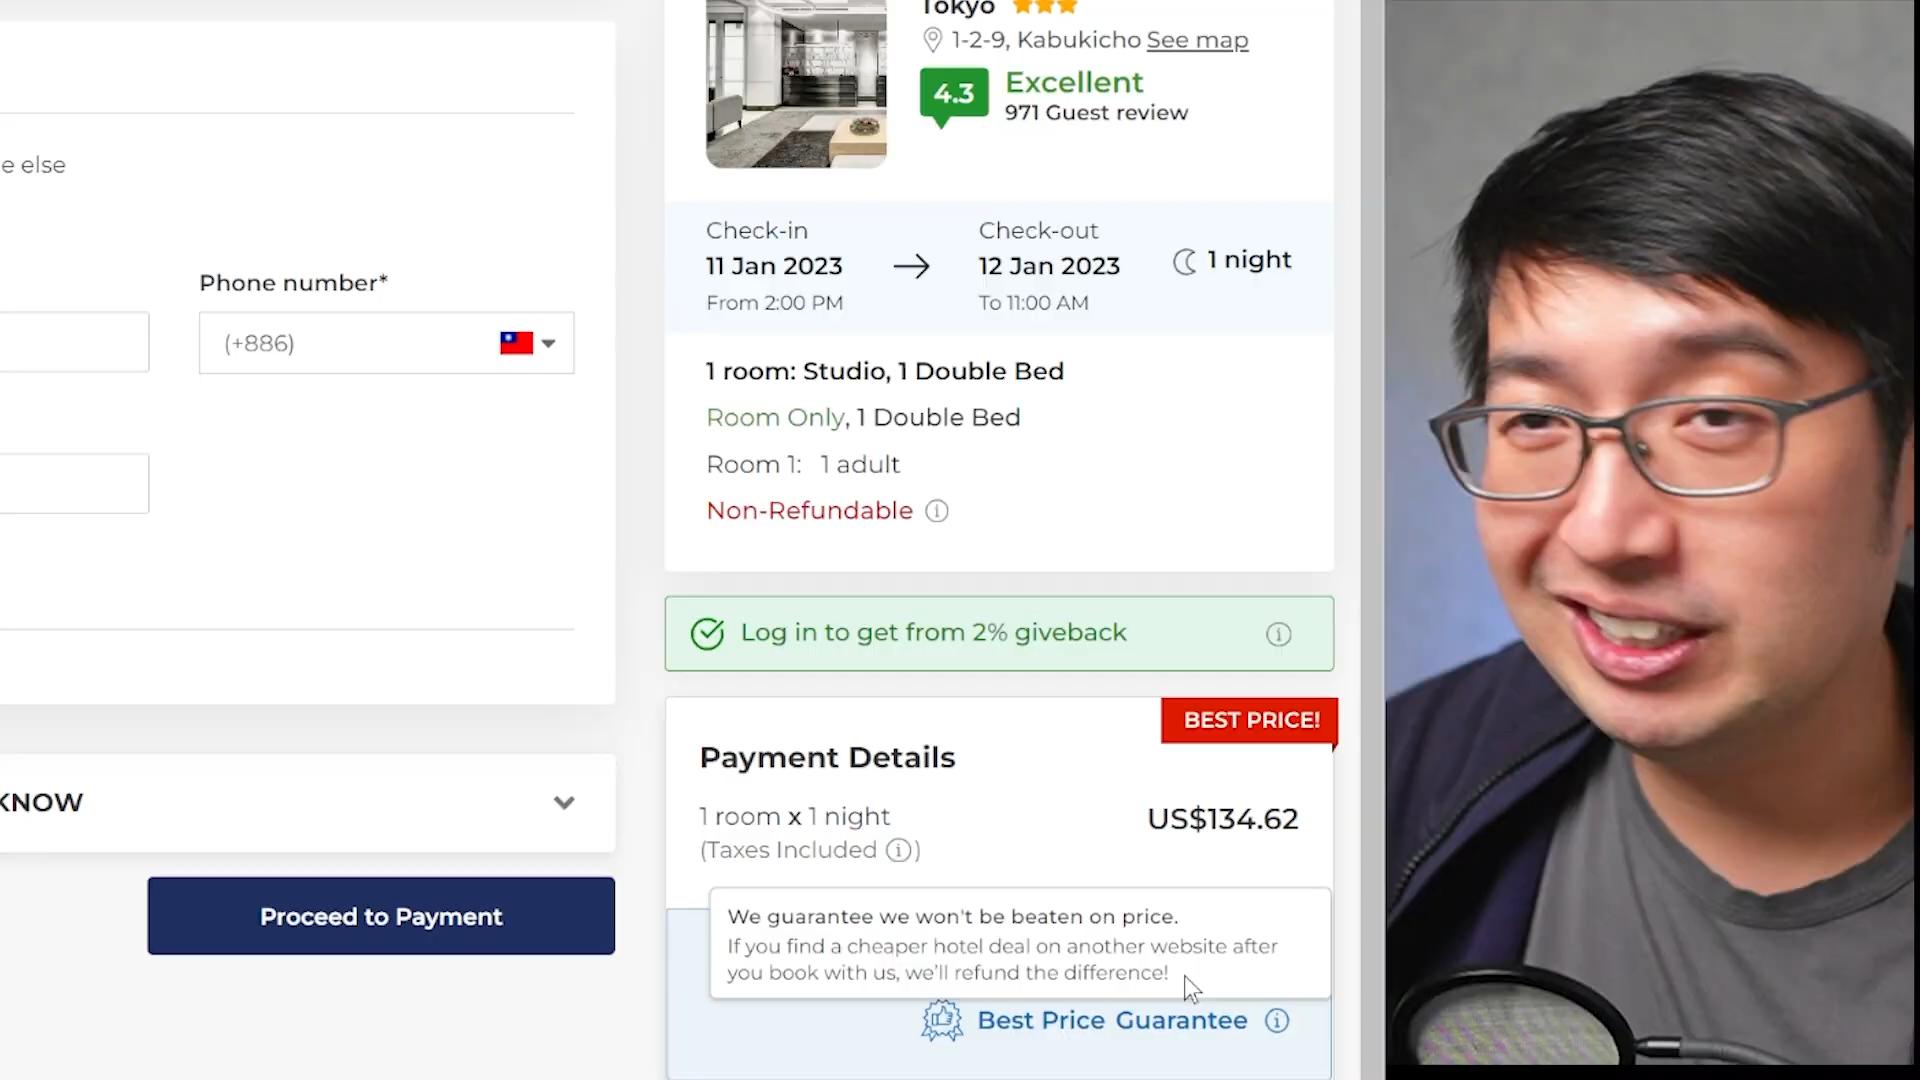 Tokyo
1-2-9, Kabukicho See map
4.3
Excellent
971 Guest review
e else
Phone number*
(+886)
KNOW
Proceed to Payment
Check-in
11 Jan 2023
From 2:00 PM
Check-out
12 Jan 2023
To 11:00 AM
1 night
1 room: Studio, 1 Double Bed
Room Only, 1 Double Bed
Room 1: 1 adult
Non-Refundable
Log in to get from 2% giveback
BEST PRICE!
Payment Details
1 room x 1 night
US$134.62
(Taxes Included)
We guarantee we won't be beaten on price.
If you find a cheaper hotel deal on another website after
you book with us, we'll refund the difference!
Best Price Guarantee